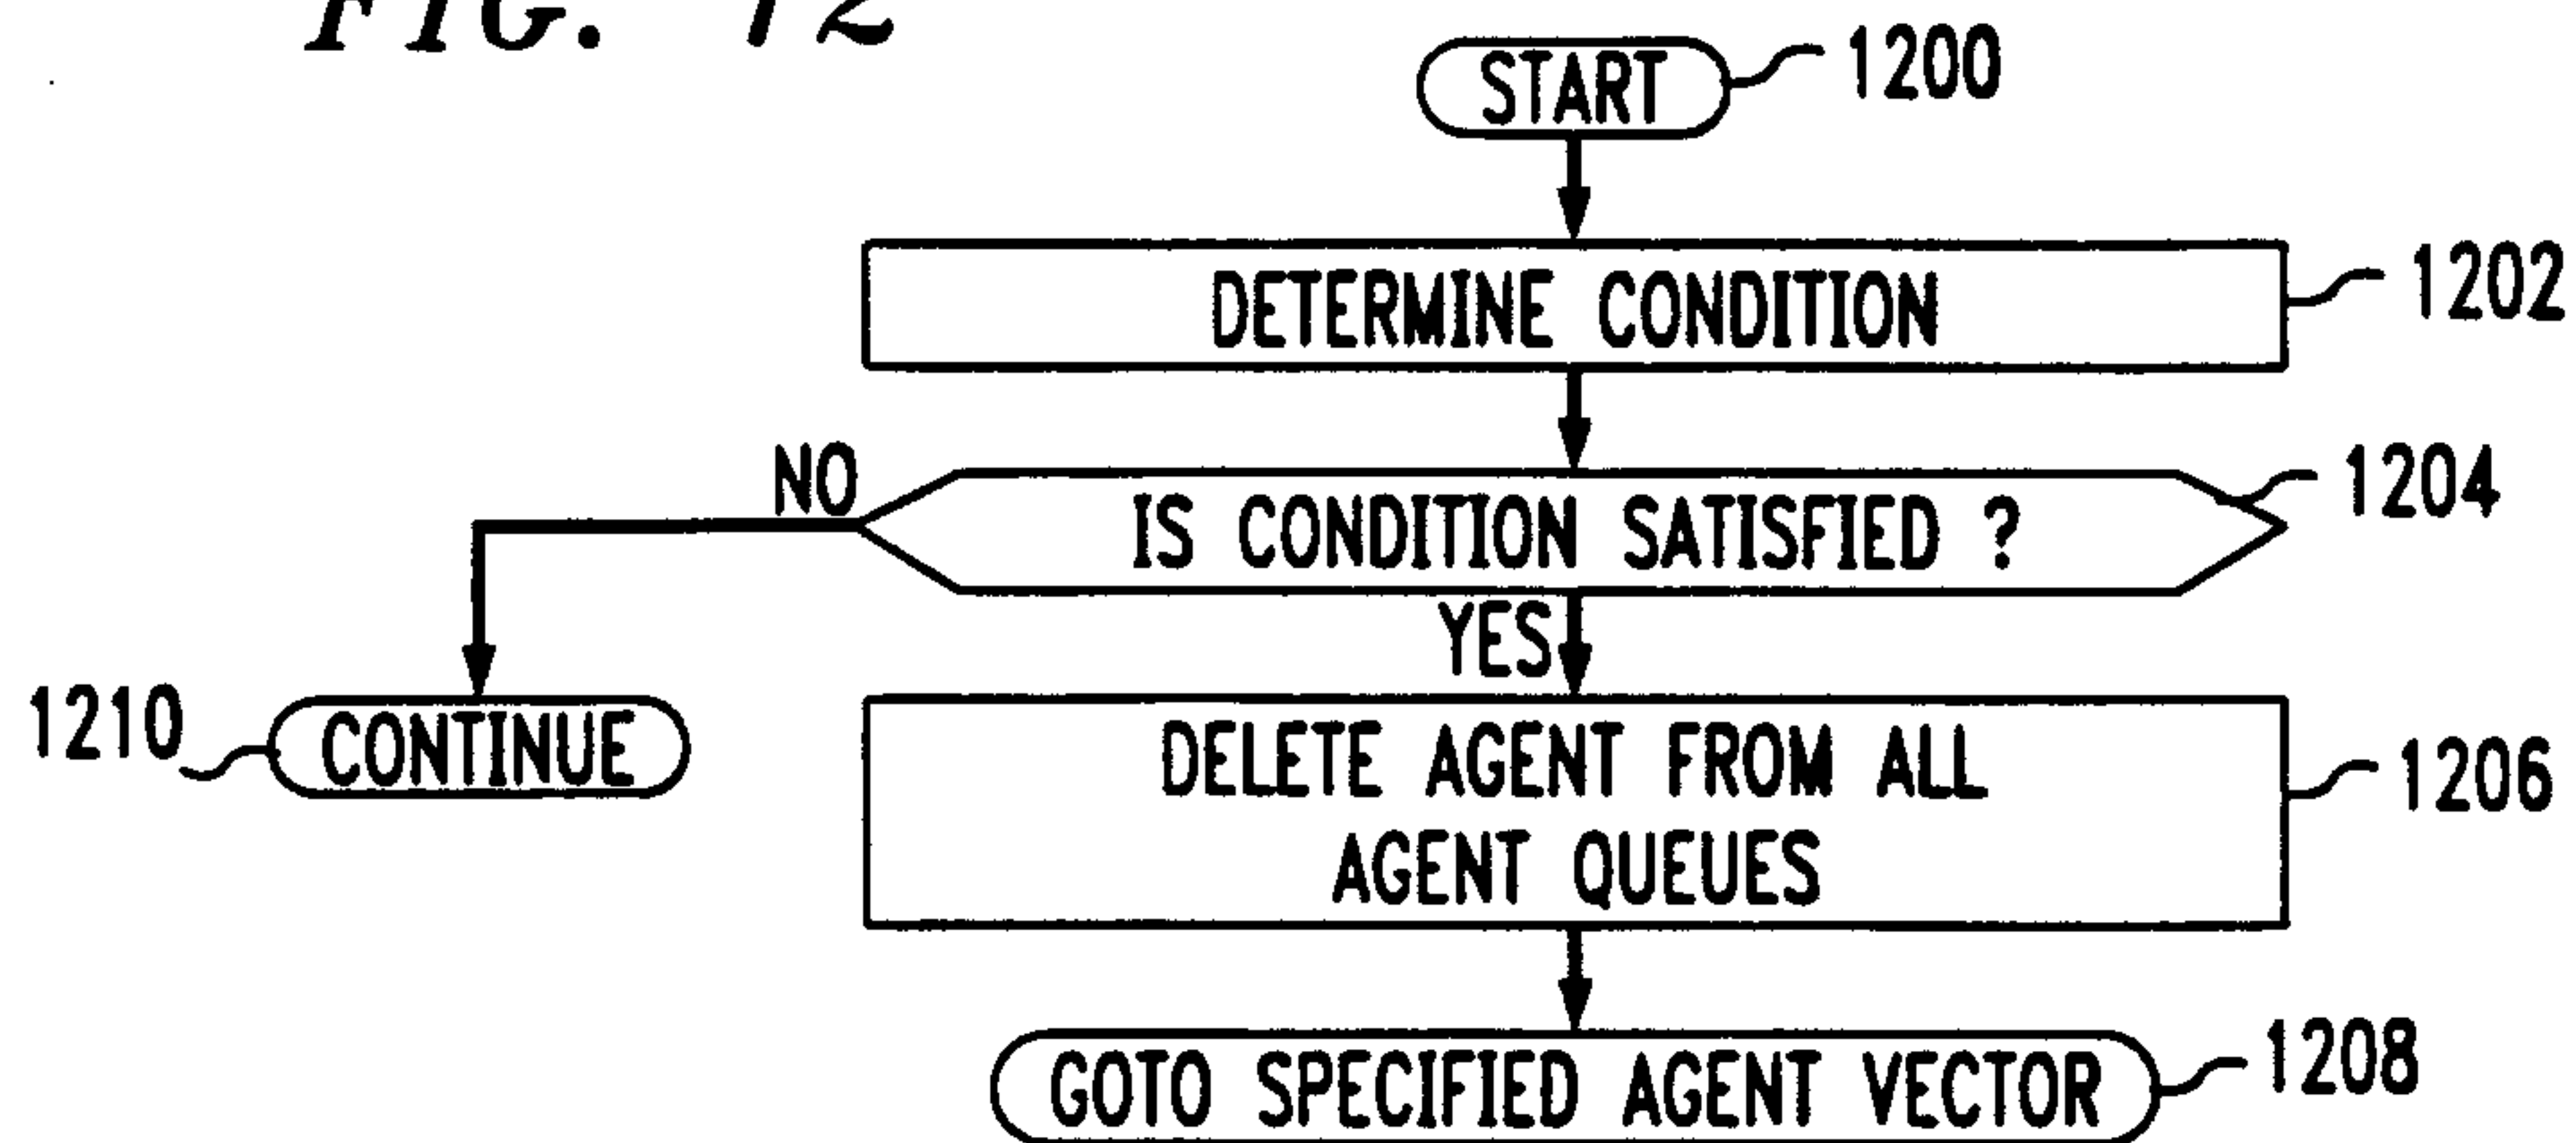 FIG. 12
START
1200
DETERMINE CONDITION
1202
NO
IS CONDITION SATISFIED ?
1204
YES
1210
CONTINUE
DELETE AGENT FROM ALL
AGENT QUEUES
1206
GOTO SPECIFIED AGENT VECTOR
1208